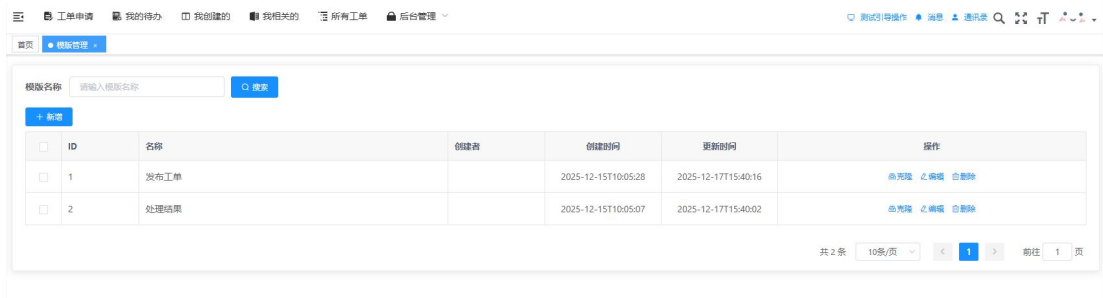 工单申请 我的待办 我创建的 我相关的 所有工单 后台管理 测试引导操作 消息 通讯录
首页 模版管理 ×
模版名称 请输入模版名称 搜索
+ 新增
ID 名称 创建者 创建时间 更新时间 操作
1 发布工单 2025-12-15T10:05:28 2025-12-17T15:40:16 克隆 编辑 删除
2 处理结果 2025-12-15T10:05:07 2025-12-17T15:40:02 克隆 编辑 删除
共 2 条 10条/页 < 1 > 前往 1 页